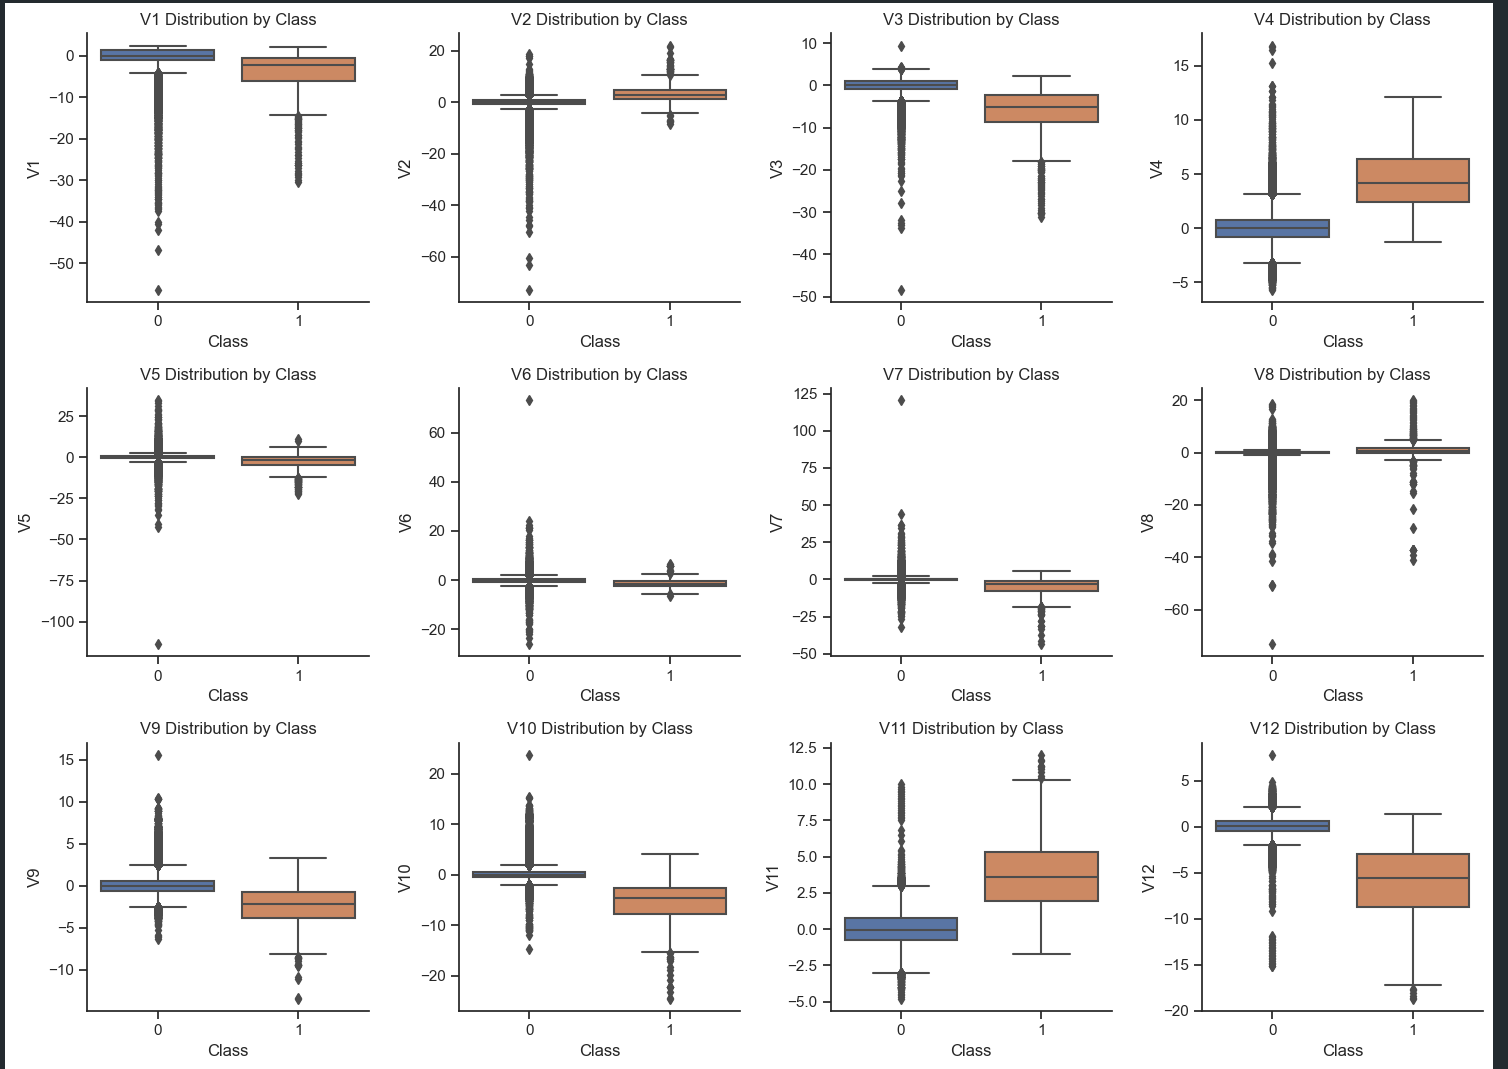 V1 Distribution by Class
V2 Distribution by Class
V3 Distribution by Class
V4 Distribution by Class
0
−10
−20
−30
−40
−50
V1
0
1
Class
20
0
−20
−40
−60
V2
0
1
Class
10
0
−10
−20
−30
−40
−50
V3
0
1
Class
15
10
5
0
−5
V4
0
1
Class
V5 Distribution by Class
V6 Distribution by Class
V7 Distribution by Class
V8 Distribution by Class
25
0
−25
−50
−75
−100
V5
0
1
Class
60
40
20
0
−20
V6
0
1
Class
125
100
75
50
25
0
−25
−50
V7
0
1
Class
20
0
−20
−40
−60
V8
0
1
Class
V9 Distribution by Class
V10 Distribution by Class
V11 Distribution by Class
V12 Distribution by Class
15
10
5
0
−5
−10
V9
0
1
Class
20
10
0
−10
−20
V10
0
1
Class
12.5
10.0
7.5
5.0
2.5
0.0
−2.5
−5.0
V11
0
1
Class
5
0
−5
−10
−15
−20
V12
0
1
Class